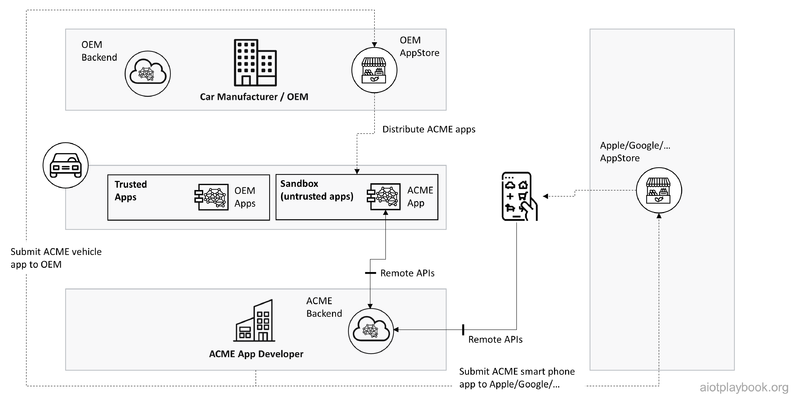 OEM
Backend
Car Manufacturer / OEM
OEM
AppStore
Distribute ACME apps
Trusted
Apps
OEM
Apps
Sandbox
(untrusted apps)
ACME
App
Apple/Google/...
AppStore
Submit ACME vehicle
app to OEM
Remote APIs
ACME
Backend
ACME App Developer
Remote APIs
Submit ACME smart phone
app to Apple/Google/...
aiotplaybook.org